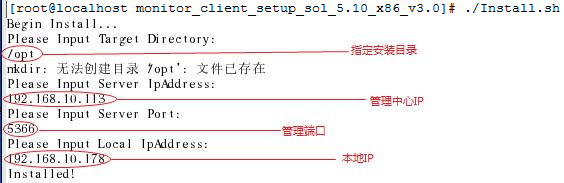 [root@localhost monitor_client_setup_sol_5.10_x86_v3.0]# ./Install.sh
Begin Install...
Please Input Target Directory:
/opt 指定安装目录
mkdir: 无法创建目录 '/opt': 文件已存在
Please Input Server IpAddress:
192.168.10.113 管理中心IP
Please Input Server Port:
5366 管理端口
Please Input Local IpAddress:
192.168.10.178 本地IP
Installed!